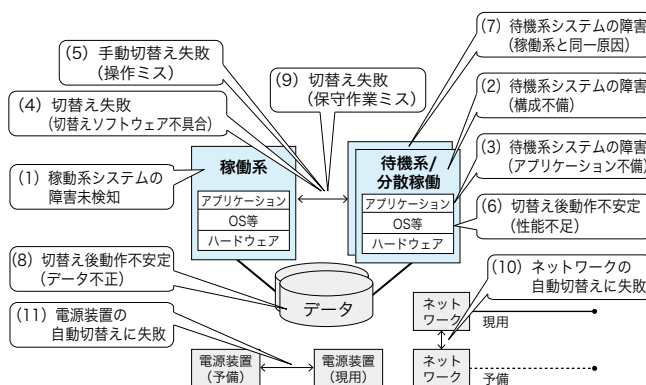 (7) 待機系システムの障害
(稼働系と同一原因)
(5) 手動切替え失敗
(操作ミス)
(9) 切替え失敗
(保守作業ミス)
(2) 待機系システムの障害
(構成不備)
(4) 切替え失敗
(切替えソフトウェア不具合)
(3) 待機系システムの障害
(アプリケーション不備)
稼働系
待機系/
分散稼働
(1) 稼動系システムの
障害未検知
アプリケーション
OS等
ハードウェア
アプリケーション
OS等
ハードウェア
(6) 切替え後動作不安定
(性能不足)
(8) 切替え後動作不安定
(データ不正)
データ
(10) ネットワークの
自動切替えに失敗
(11) 電源装置の
自動切替えに失敗
ネット
ワーク
現用
電源装置
(予備)
電源装置
(現用)
ネット
ワーク
予備